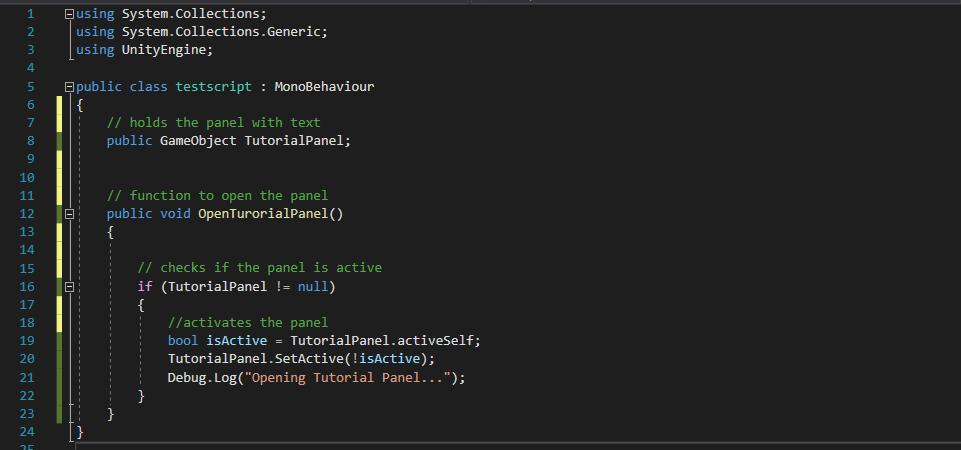 1 using System.Collections;
2 using System.Collections.Generic;
3 using UnityEngine;
4
5 public class testscript : MonoBehaviour
6 {
7 // holds the panel with text
8 public GameObject TutorialPanel;
9
10
11 // function to open the panel
12 public void OpenTurorialPanel()
13 {
14
15 // checks if the panel is active
16 if (TutorialPanel != null)
17 {
18 //activates the panel
19 bool isActive = TutorialPanel.activeSelf;
20 TutorialPanel.SetActive(!isActive);
21 Debug.Log("Opening Tutorial Panel...");
22 }
23 }
24 }
25